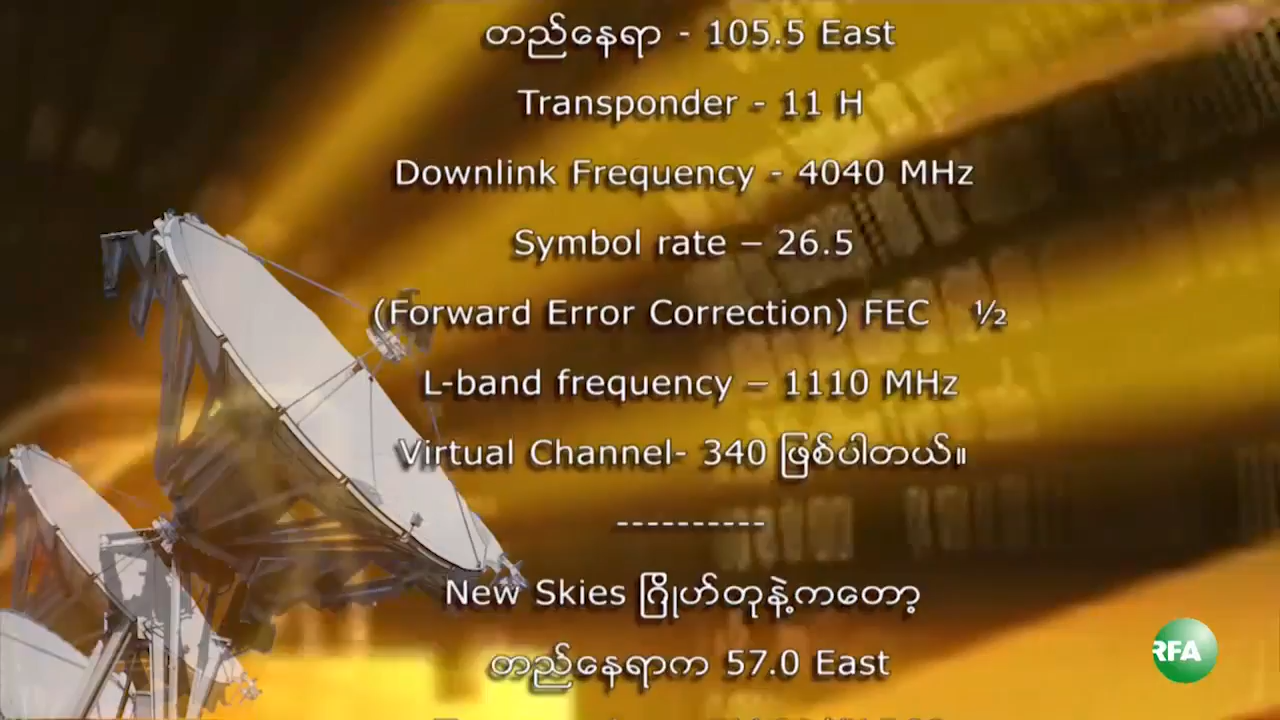 တည်နေရာ - 105.5 East
Transponder - 11 H
Downlink Frequency - 4040 MHz
Symbol rate – 26.5
(Forward Error Correction) FEC ½
L-band frequency – 1110 MHz
Virtual Channel- 340 ဖြစ်ပါတယ်။
----------
New Skies ဂြိုဟ်တုနဲ့ကတော့
တည်နေရာက 57.0 East
RFA